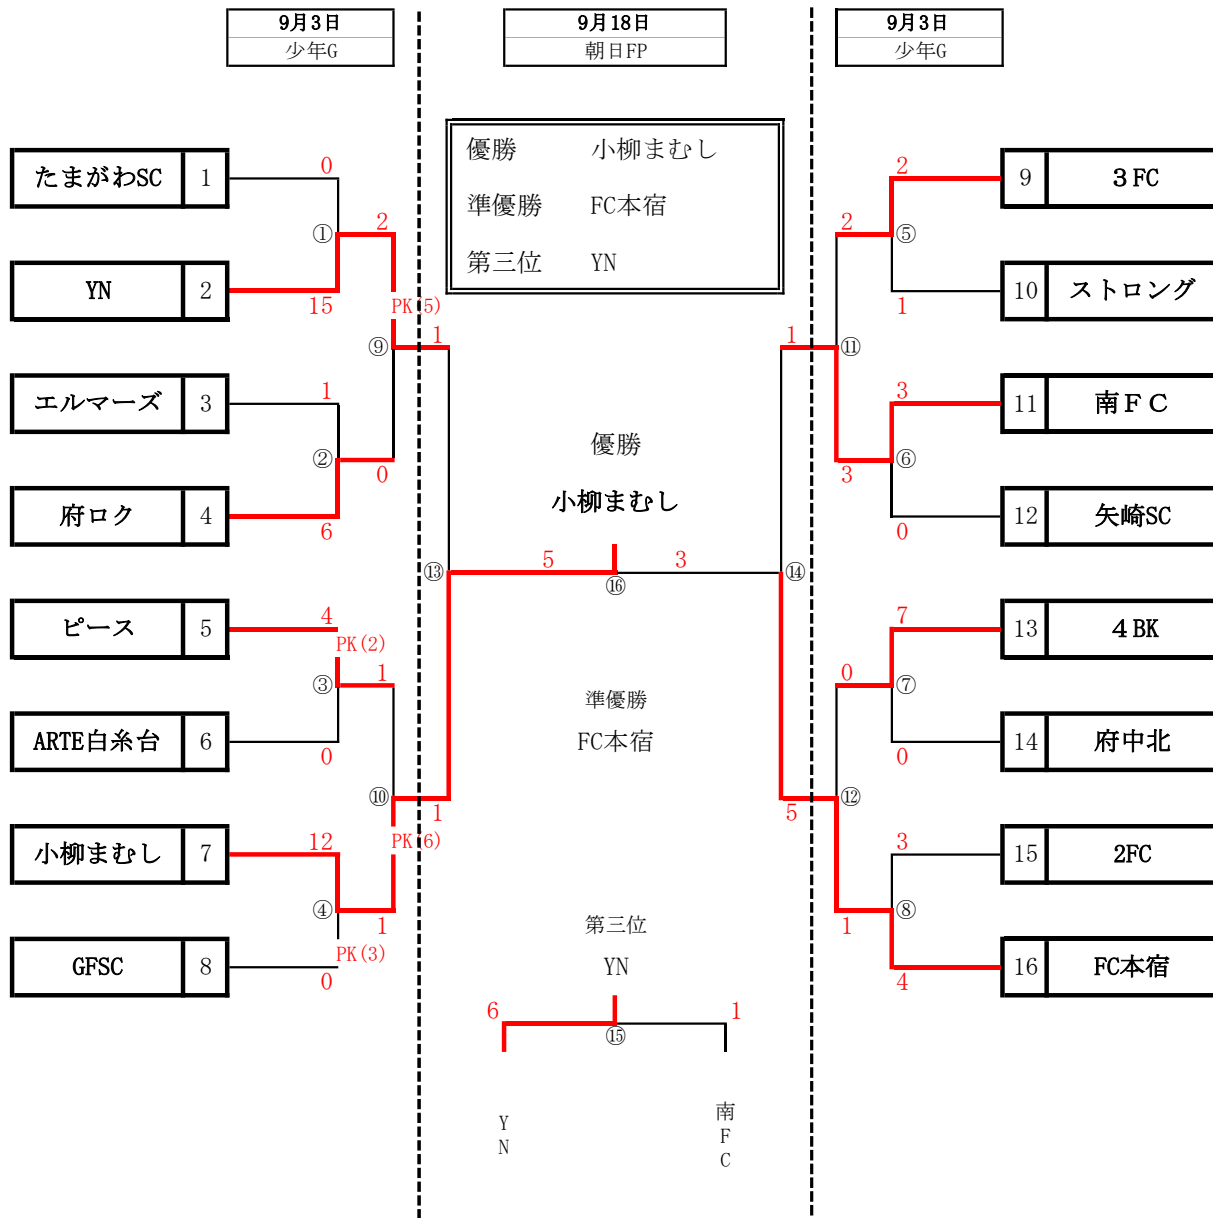 9月3日
少年G
9月18日
朝日FP
9月3日
少年G
優勝 小柳まむし
準優勝 FC本宿
第三位 YN
たまがわSC 1
0
①
2
YN 2
15
PK(5)
⑨
1
エルマーズ 3
1
②
0
府ロク 4
6
ピース 5
4
PK(2)
③
1
ARTE白糸台 6
0
⑩
1
PK(6)
小柳まむし 7
12
④
1
GFSC 8
PK(3)
0
⑬
優勝
小柳まむし
5
⑯
3
⑭
準優勝
FC本宿
第三位
YN
6
⑮
1
YN
南FC
2
9 3FC
2
⑤
10 ストロング
1
1
⑪
3
11 南FC
3
⑥
12 矢崎SC
0
7
13 4BK
0
⑦
14 府中北
0
5
⑫
3
15 2FC
1
⑧
16 FC本宿
4